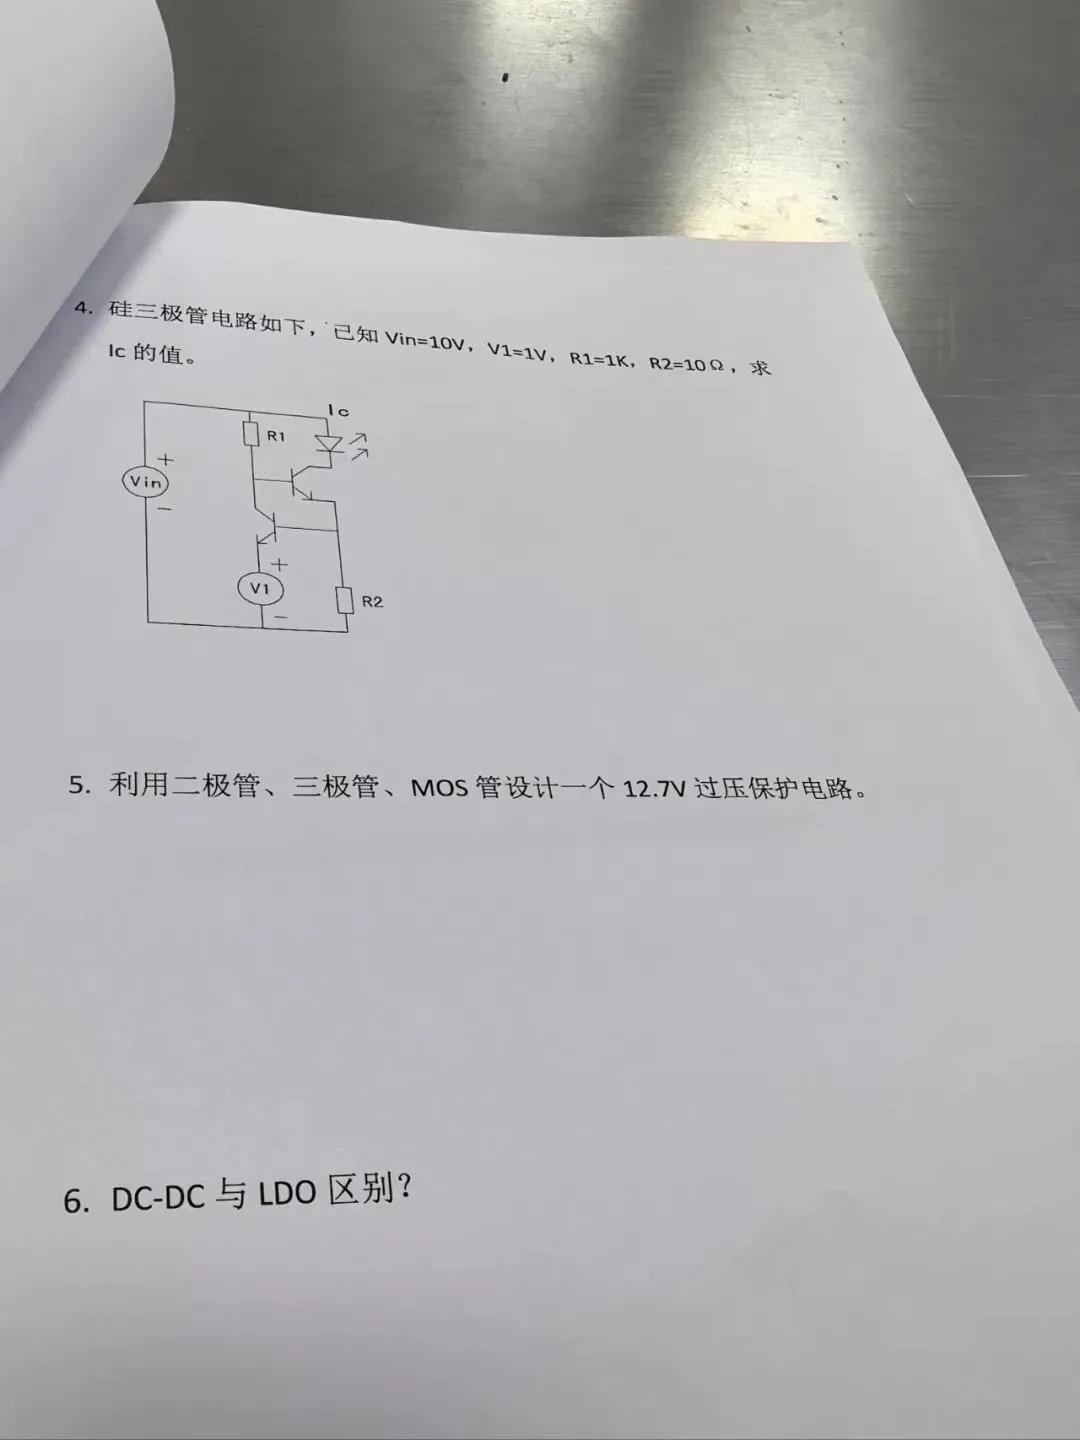 4. 硅三极管电路如下，已知 Vin=10V，V1=1V，R1=1K，R2=10Ω，求
Ic 的值。
Ic
R1
+
Vin
−
+
V1
−
R2
5. 利用二极管、三极管、MOS 管设计一个 12.7V 过压保护电路。
6. DC-DC 与 LDO 区别？